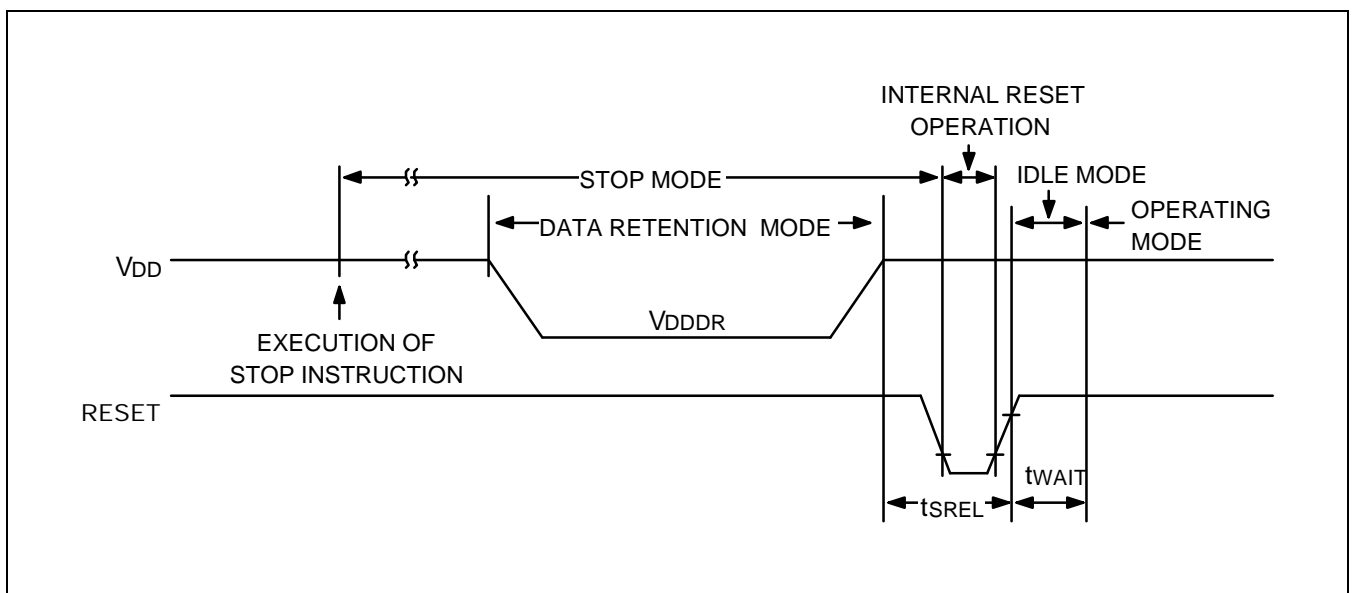 INTERNAL RESET
OPERATION
STOP MODE
IDLE MODE
DATA RETENTION MODE
OPERATING
MODE
VDD
VDDDR
EXECUTION OF
STOP INSTRUCTION
RESET
tWAIT
tSREL